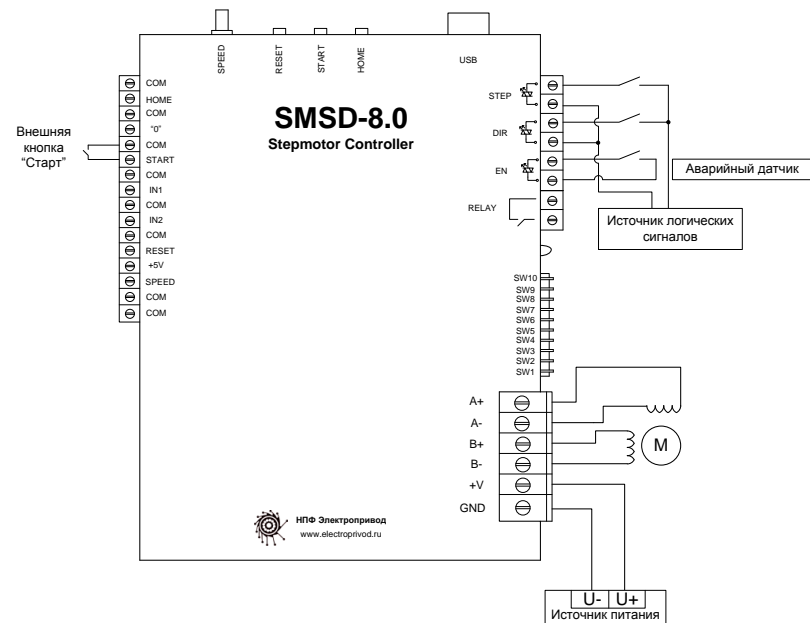 SPEED
RESET
START
HOME
USB
SMSD-8.0
Stepmotor Controller
COM
HOME
COM
"0"
COM
START
COM
IN1
COM
IN2
COM
RESET
+5V
SPEED
COM
COM
Внешняя
кнопка
"Старт"
STEP
DIR
EN
RELAY
Аварийный датчик
Источник логических
сигналов
SW10
SW9
SW8
SW7
SW6
SW5
SW4
SW3
SW2
SW1
A+
A-
B+
B-
+V
GND
M
НПФ Электропривод
www.electroprivod.ru
U- U+
Источник питания